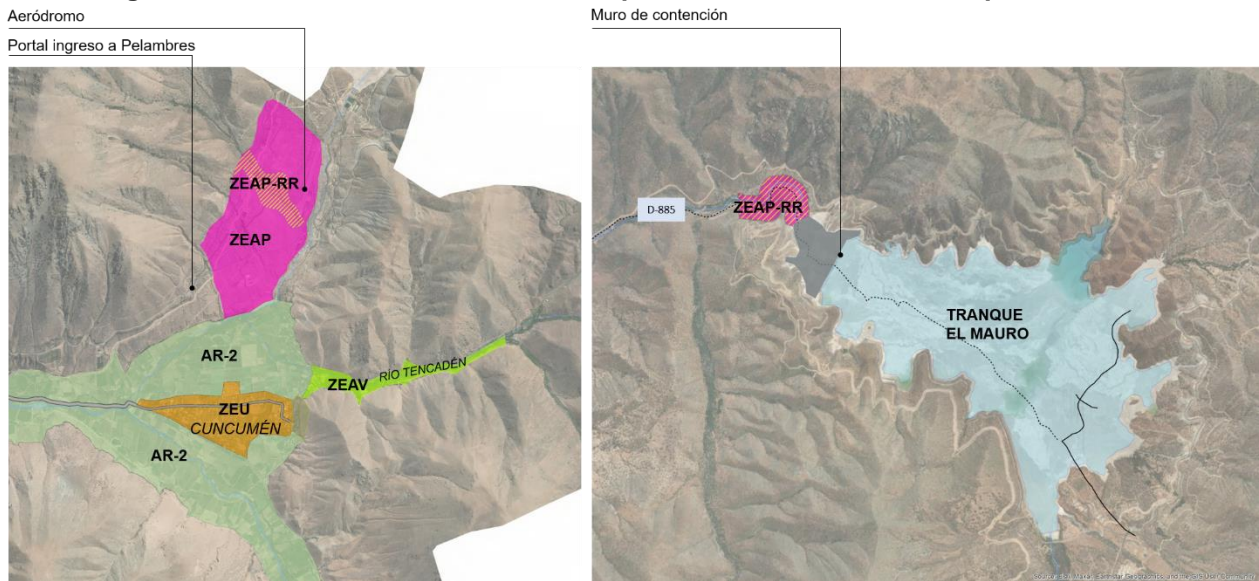 Aeródromo
Portal ingreso a Pelambres
ZEAP-RR
ZEAP
AR-2
ZEAV
RÍO TENCADÉN
ZEU
CUNCUMÉN
AR-2
Muro de contención
D-885
ZEAP-RR
TRANQUE
EL MAURO